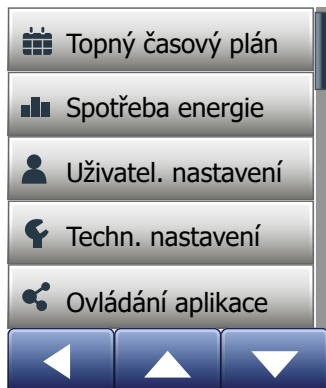 Topný časový plán
Spotřeba energie
Uživatel. nastavení
Techn. nastavení
Ovládání aplikace